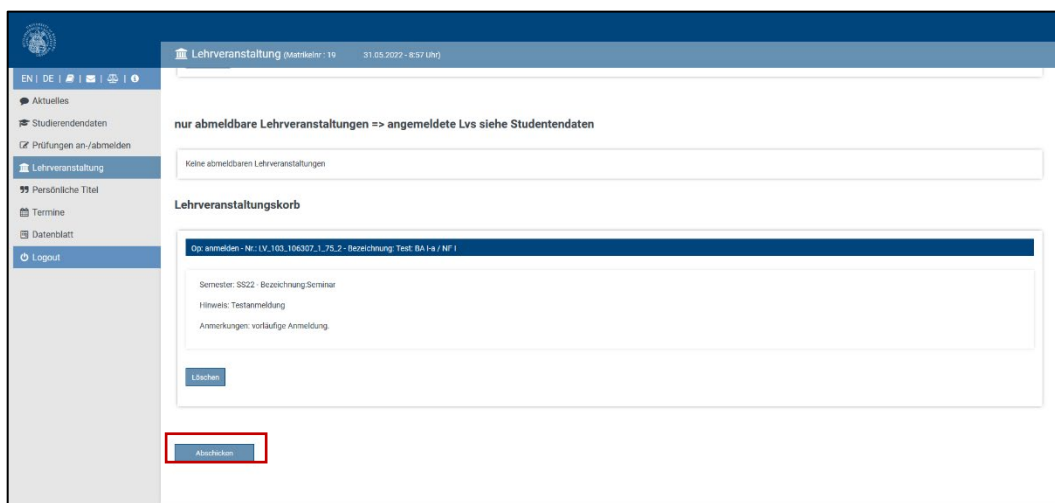 Lehrveranstaltung (Matrikelnr : 19 31.05.2022 - 8:57 Uhr)
EN | DE |
Aktuelles
Studierendendaten
Prüfungen an-/abmelden
Lehrveranstaltung
Persönliche Titel
Termine
Datenblatt
Logout
nur abmeldbare Lehrveranstaltungen => angemeldete Lvs siehe Studentendaten
Keine abmeldbaren Lehrveranstaltungen
Lehrveranstaltungskorb
Op: anmelden - Nr.: LV_103_106307_1_75_2 - Bezeichnung: Test: BA I-a / NF I
Semester: SS22 - Bezeichnung:Seminar
Hinweis: Testanmeldung
Anmerkungen: vorläufige Anmeldung.
Löschen
Abschicken